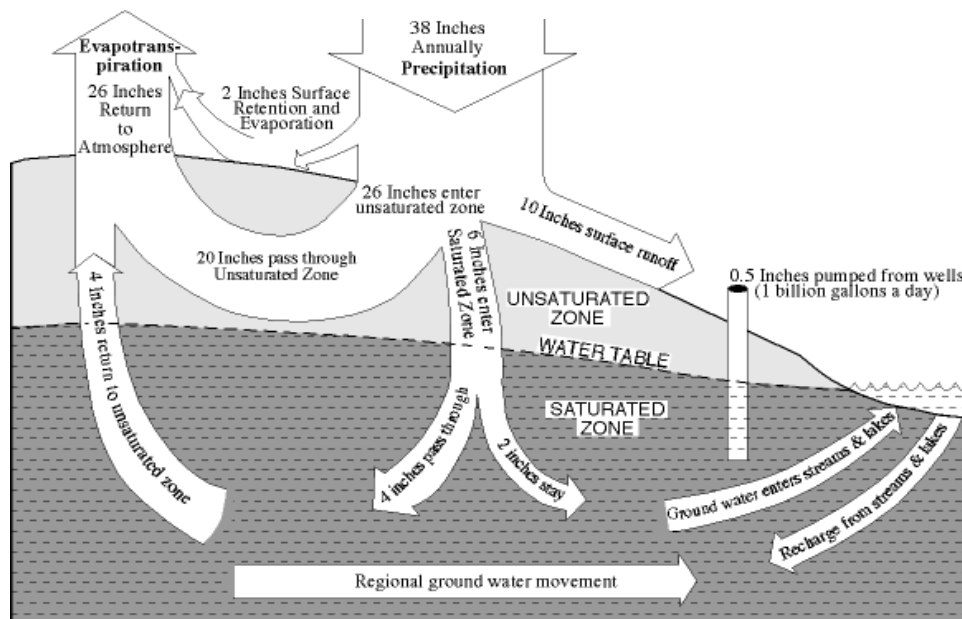 Evapotrans-
piration
26 Inches
Return
to
Atmosphere
2 Inches Surface
Retention and
Evaporation
38 Inches
Annually
Precipitation
26 Inches enter
unsaturated zone
10 Inches surface runoff
20 Inches pass through
Unsaturated Zone
6 Inches enter
Saturated Zone
0.5 Inches pumped from wells
(1 billion gallons a day)
UNSATURATED
ZONE
WATER TABLE
SATURATED
ZONE
4 inches return to
unsaturated zone
4 inches pass through
2 inches stay
Ground water enters streams & lakes
Recharge from streams & lakes
Regional ground water movement